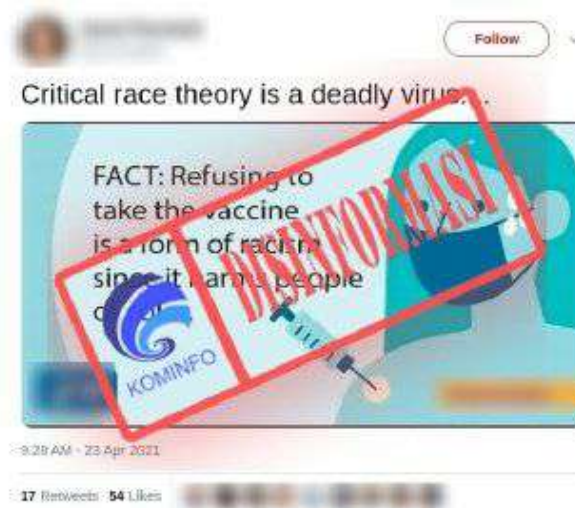 Follow
Critical race theory is a deadly virus...
FACT: Refusing to
take the vaccine
is a form of racism
since it harms people
DISINFORMASI
KOMINFO
9:29 AM - 23 Apr 2021
17 Retweets 54 Likes